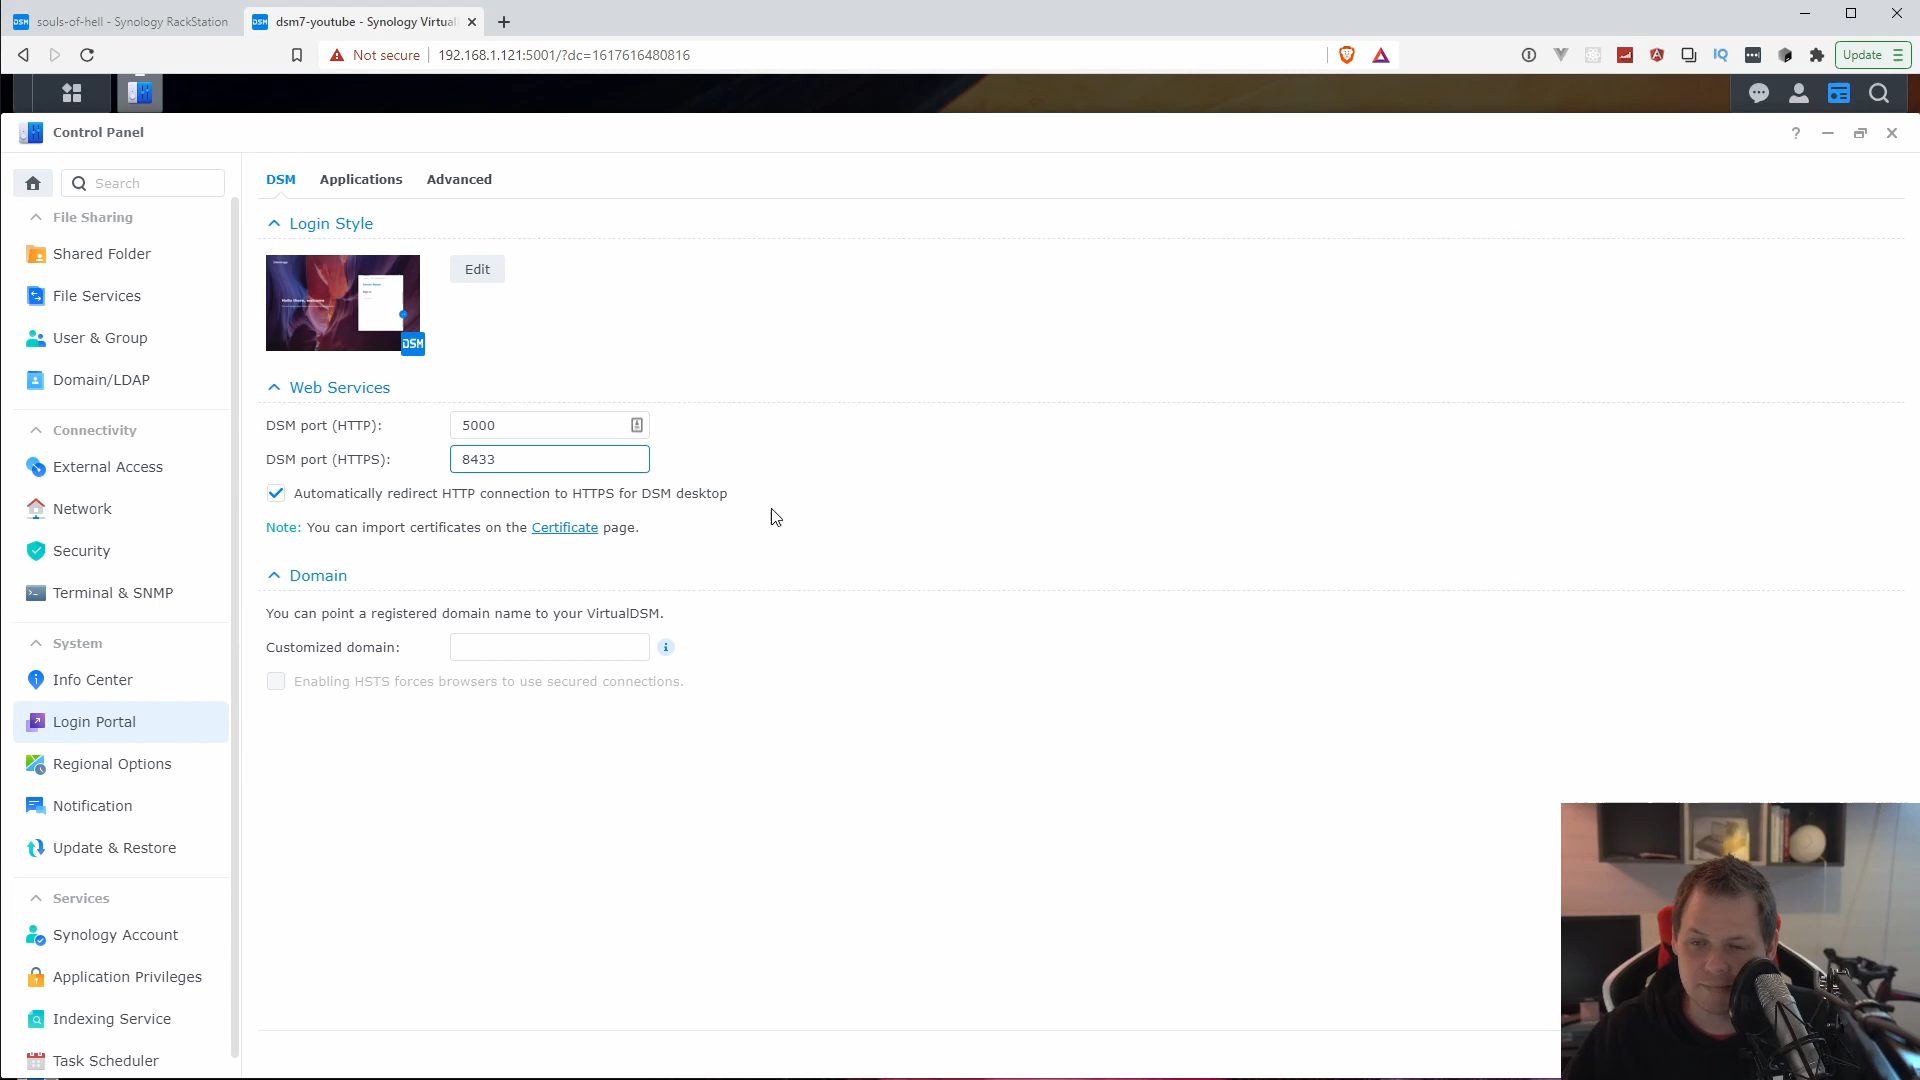 souls-of-hell - Synology RackStation
dsm7-youtube - Synology Virtual
Not secure
192.168.1.121:5001/?dc=1617616480816
Update
Control Panel
Search
File Sharing
Shared Folder
File Services
User & Group
Domain/LDAP
Connectivity
External Access
Network
Security
Terminal & SNMP
System
Info Center
Login Portal
Regional Options
Notification
Update & Restore
Services
Synology Account
Application Privileges
Indexing Service
Task Scheduler
DSM Applications Advanced
Login Style
DSM
Edit
Web Services
DSM port (HTTP): 5000
DSM port (HTTPS): 8433
Automatically redirect HTTP connection to HTTPS for DSM desktop
Note: You can import certificates on the Certificate page.
Domain
You can point a registered domain name to your VirtualDSM.
Customized domain:
Enabling HSTS forces browsers to use secured connections.